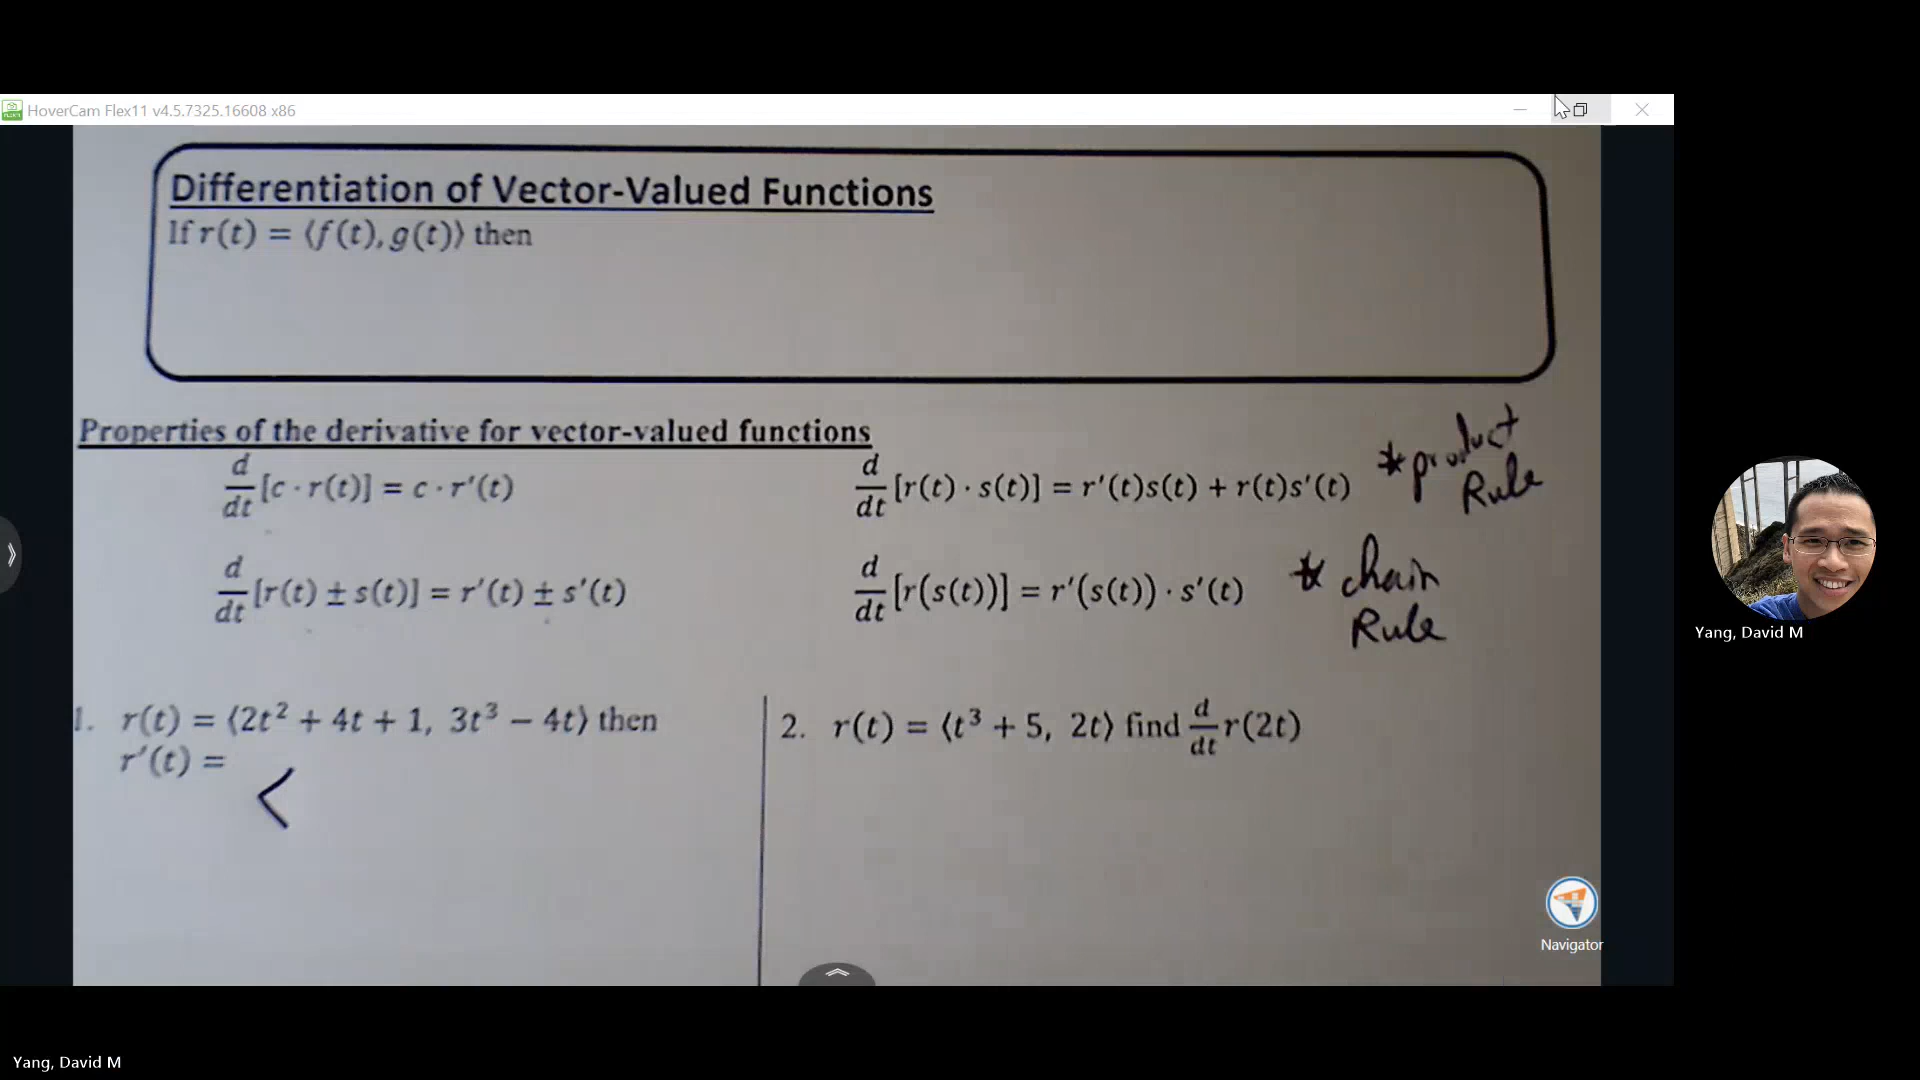 HoverCam Flex11 v4.5.7325.16608 x86
Differentiation of Vector-Valued Functions
If r(t) = ⟨f(t), g(t)⟩ then
Properties of the derivative for vector-valued functions
d/dt [c · r(t)] = c · r′(t)
d/dt [r(t) · s(t)] = r′(t)s(t) + r(t)s′(t) * product Rule
d/dt [r(t) ± s(t)] = r′(t) ± s′(t)
d/dt [r(s(t))] = r′(s(t)) · s′(t) * chain Rule
1. r(t) = ⟨2t² + 4t + 1, 3t³ − 4t⟩ then
r′(t) =
<
2. r(t) = ⟨t³ + 5, 2t⟩ find d/dt r(2t)
Navigator
Yang, David M
Yang, David M